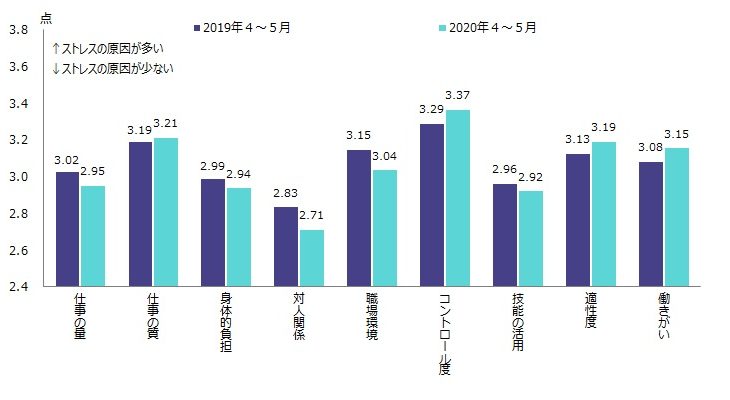 点
2019年４～５月
2020年４～５月
↑ストレスの原因が多い
↓ストレスの原因が少ない
3.8
3.6
3.4
3.2
3.0
2.8
2.6
2.4
3.02
2.95
3.19
3.21
2.99
2.94
2.83
2.71
3.15
3.04
3.29
3.37
2.96
2.92
3.13
3.19
3.08
3.15
仕事の量
仕事の質
身体的負担
対人関係
職場環境
コントロール度
技能の活用
適性度
働きがい